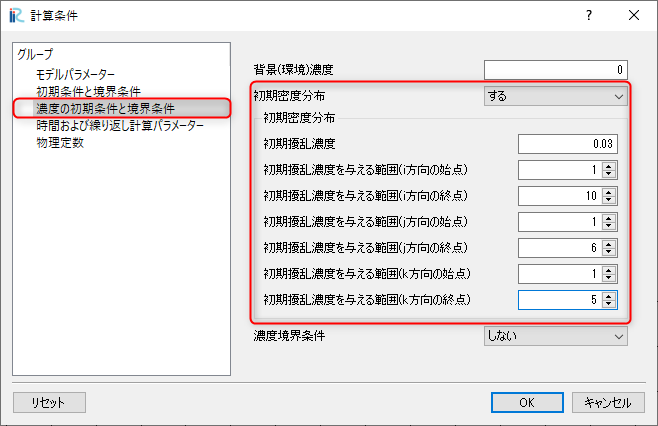 計算条件
グループ
モデルパラメーター
初期条件と境界条件
濃度の初期条件と境界条件
時間および繰り返し計算パラメーター
物理定数
背景(環境)濃度 0
初期密度分布 する
初期密度分布
初期擾乱濃度 0.03
初期擾乱濃度を与える範囲(i方向の始点) 1
初期擾乱濃度を与える範囲(i方向の終点) 10
初期擾乱濃度を与える範囲(j方向の始点) 1
初期擾乱濃度を与える範囲(j方向の終点) 6
初期擾乱濃度を与える範囲(k方向の始点) 1
初期擾乱濃度を与える範囲(k方向の終点) 5
濃度境界条件 しない
リセット OK キャンセル